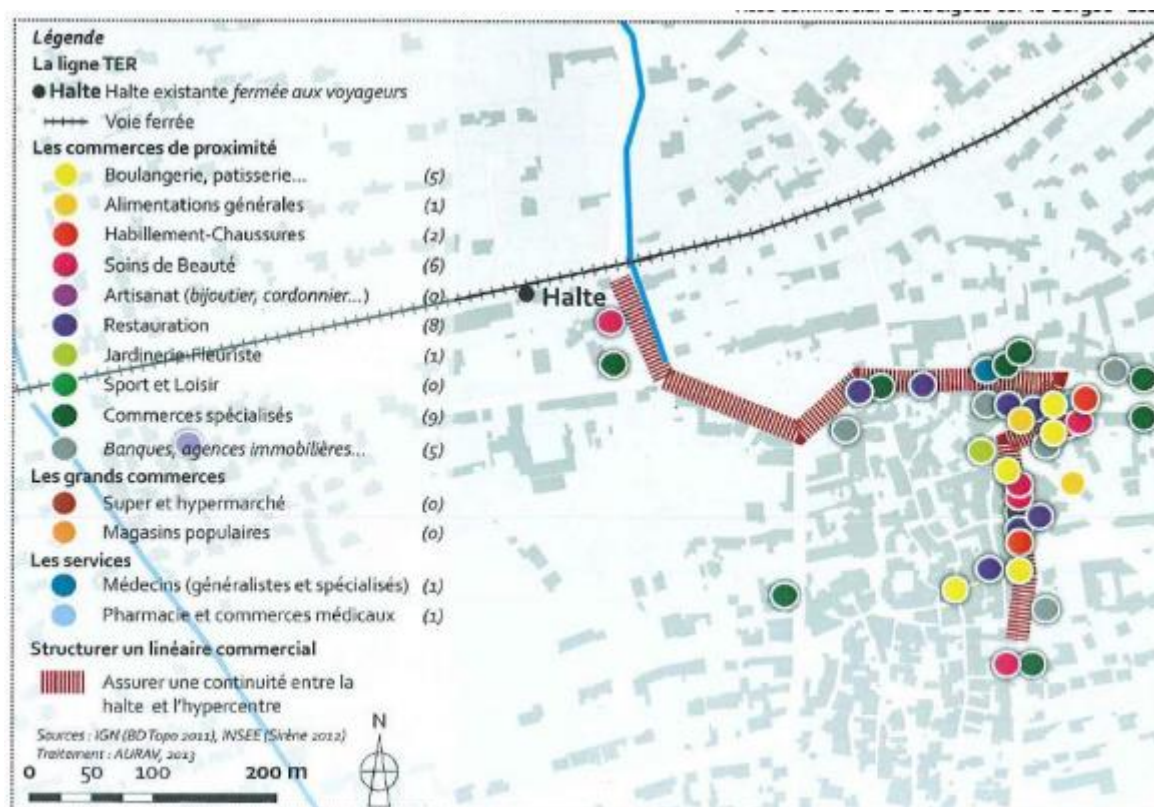 Légende
La ligne TER
Halte Halte existante fermée aux voyageurs
Voie ferrée
Les commerces de proximité
Boulangerie, patisserie... (5)
Alimentations générales (1)
Habillement-Chaussures (2)
Soins de Beauté (6)
Artisanat (bijoutier, cordonnier...) (0)
Restauration (8)
Jardinerie-Fleuriste (1)
Sport et Loisir (0)
Commerces spécialisés (9)
Banques, agences immobilières... (5)
Les grands commerces
Super et hypermarché (0)
Magasins populaires (0)
Les services
Médecins (généralistes et spécialisés) (1)
Pharmacie et commerces médicaux (1)
Structurer un linéaire commercial
Assurer une continuité entre la
halte et l'hypercentre
Sources : IGN (BD Topo 2011), INSEE (Sirène 2012)
Traitement : AURAV, 2013
0 50 100 200 m
N
Halte